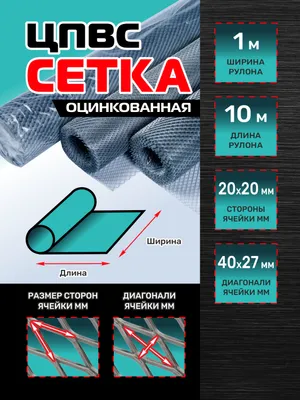 ЦПВС
СЕТКА
ОЦИНКОВАННАЯ
Ширина
Длина
РАЗМЕР СТОРОН
ЯЧЕЙКИ ММ
ДИАГОНАЛИ
ЯЧЕЙКИ ММ
1 м
ШИРИНА
РУЛОНА
10 м
ДЛИНА
РУЛОНА
20х20 мм
СТОРОНЫ
ЯЧЕЙКИ ММ
40х27 мм
ДИАГОНАЛИ
ЯЧЕЙКИ ММ